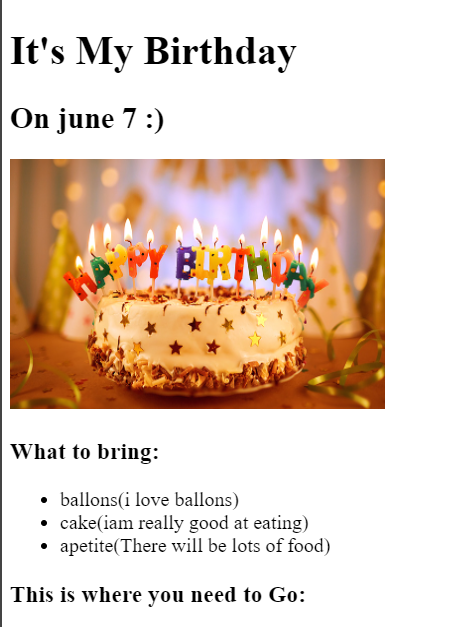 It's My Birthday
On june 7 :)
HAPPY BIRTHDAY
What to bring:
ballons(i love ballons)
cake(iam really good at eating)
apetite(There will be lots of food)
This is where you need to Go: